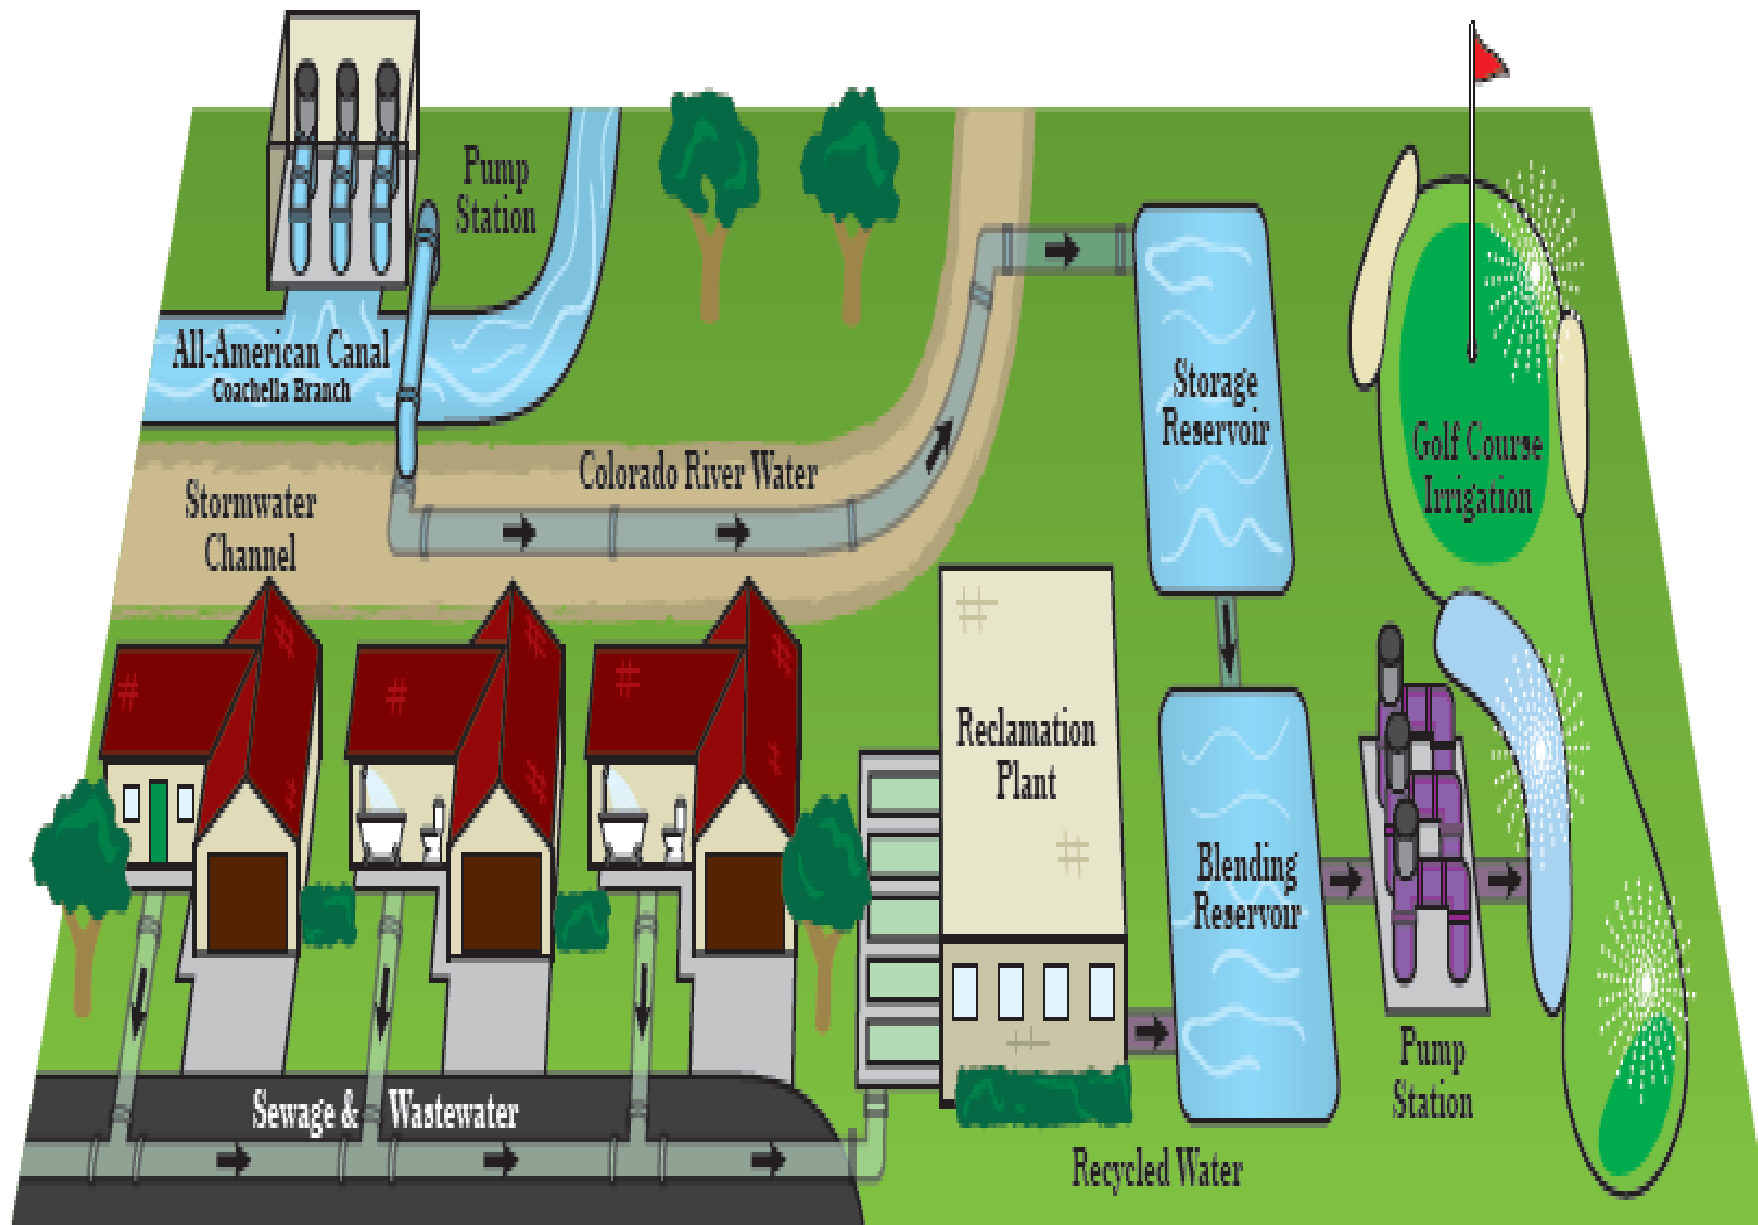 Pump
Station
All-American Canal
Coachella Branch
Colorado River Water
Stormwater
Channel
Storage
Reservoir
Golf Course
Irrigation
Reclamation
Plant
Blending
Reservoir
Pump
Station
Sewage & Wastewater
Recycled Water